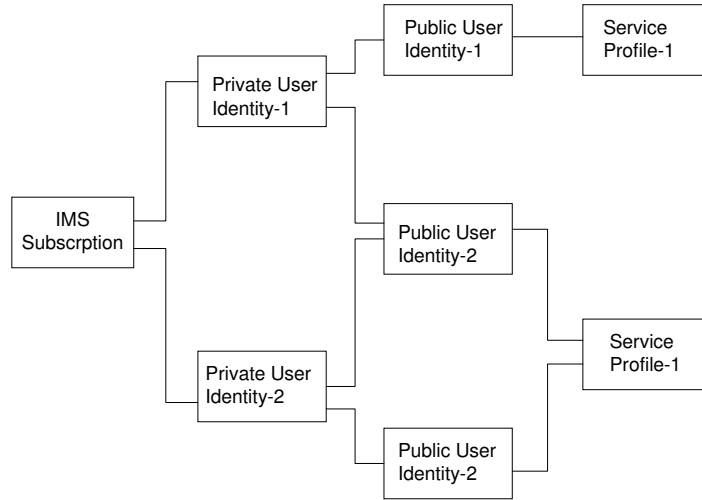 Public User
Identity-1
Service
Profile-1
Private User
Identity-1
IMS
Subscrption
Public User
Identity-2
Service
Profile-1
Private User
Identity-2
Public User
Identity-2